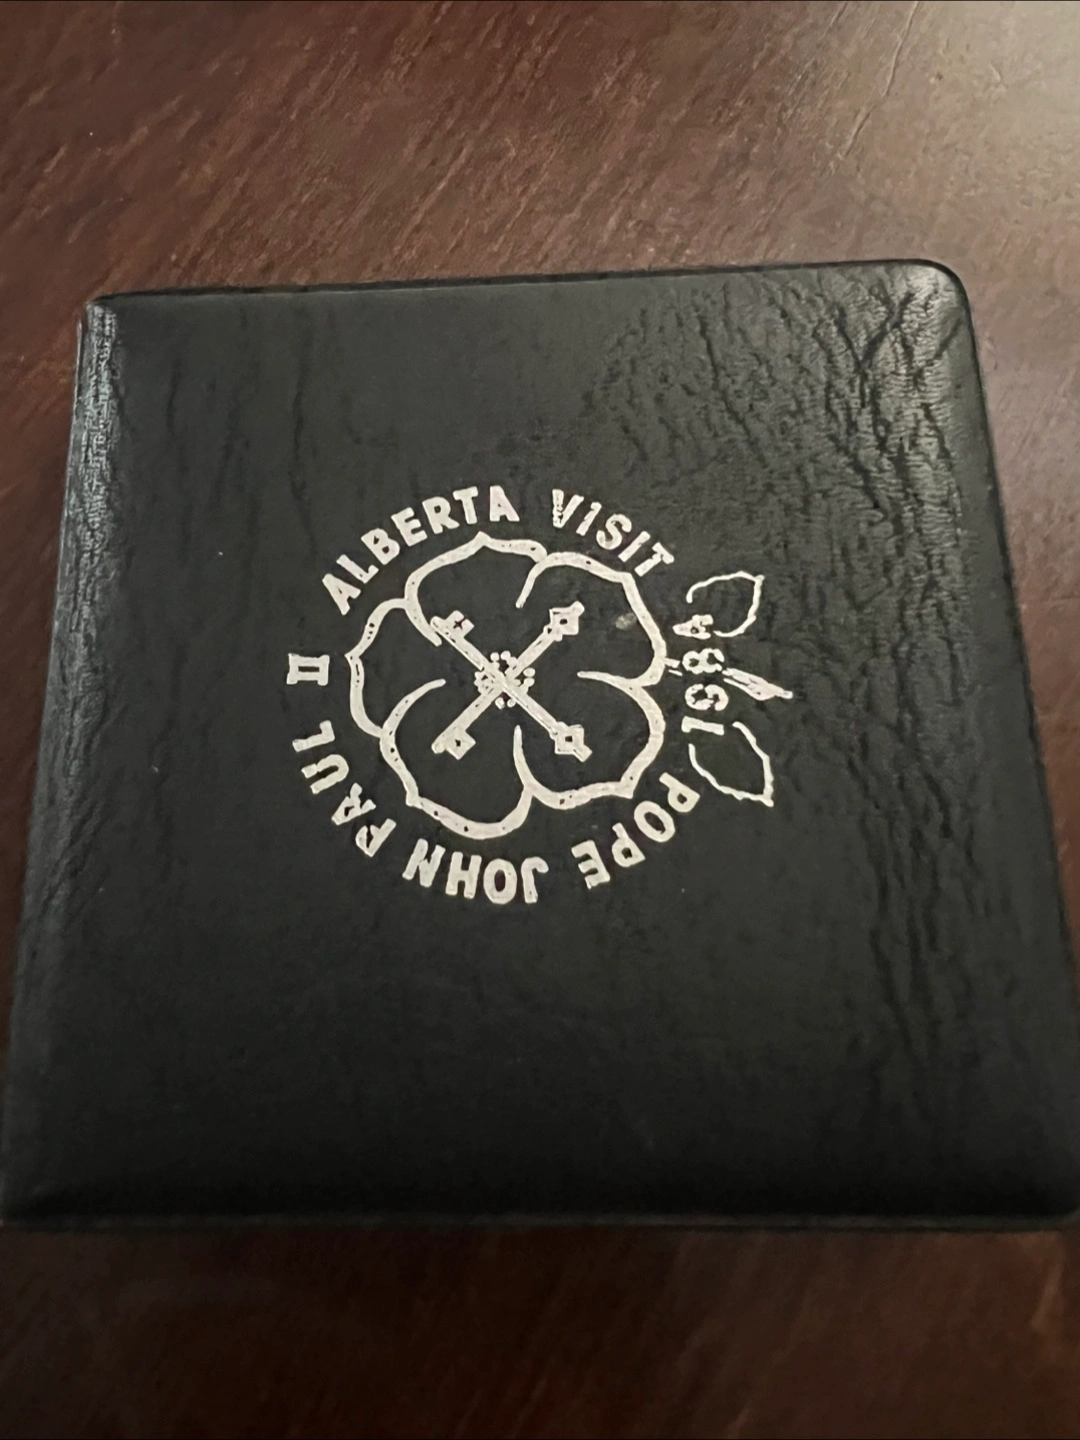 POPE JOHN PAUL II ALBERTA VISIT
1984